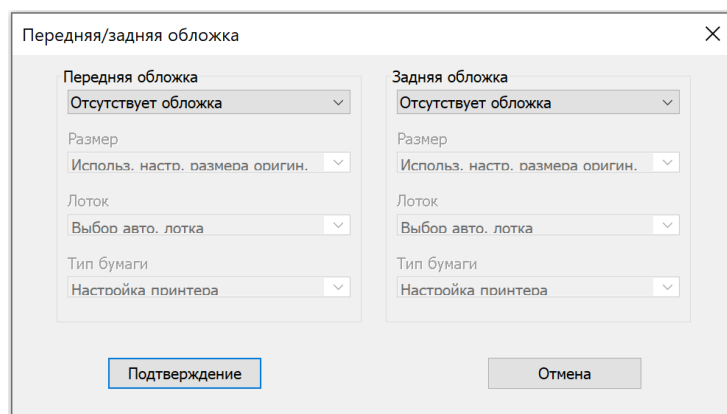 Передняя/задняя обложка
Передняя обложка
Отсутствует обложка
Размер
Использ. настр. размера оригин.
Лоток
Выбор авто. лотка
Тип бумаги
Настройка принтера
Задняя обложка
Отсутствует обложка
Размер
Использ. настр. размера оригин.
Лоток
Выбор авто. лотка
Тип бумаги
Настройка принтера
Подтверждение
Отмена